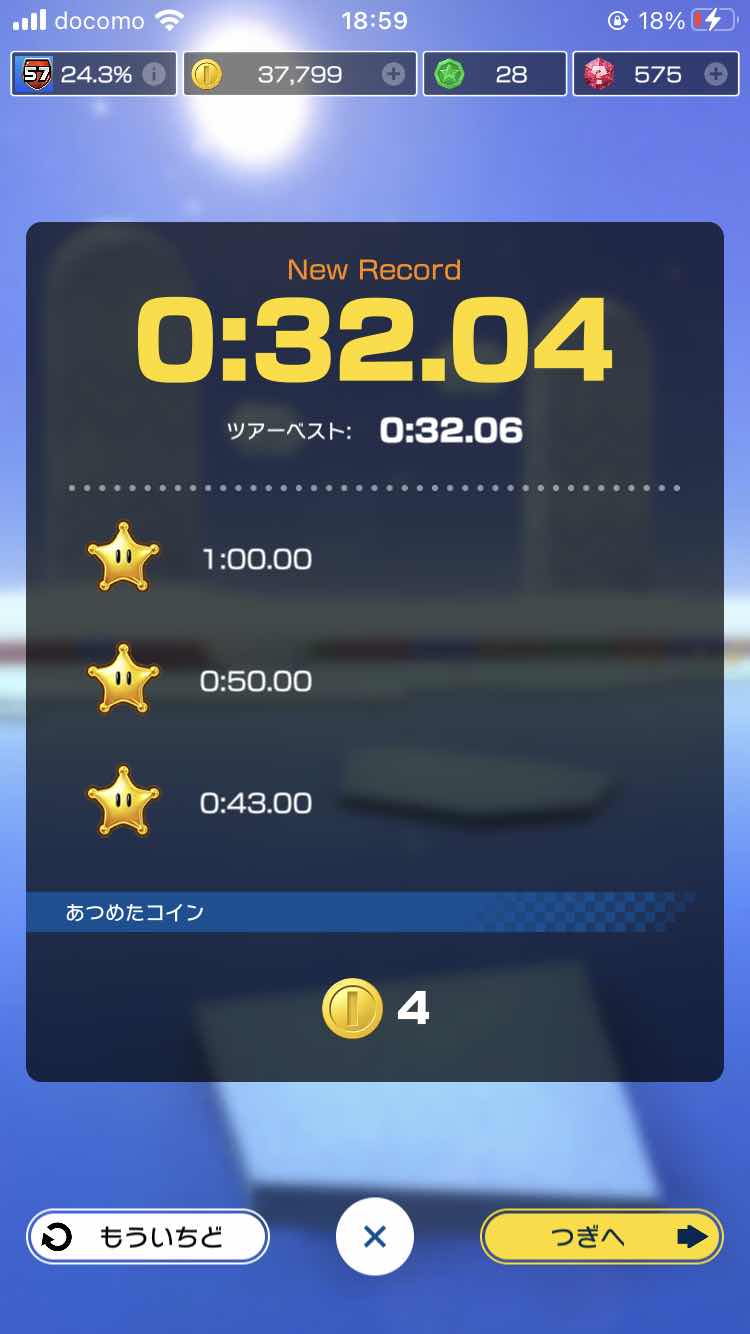 docomo 18:59 18%
57 24.3% i 37,799 + 28 ? 575 +
New Record
0:32.04
ツアーベスト: 0:32.06
1:00.00
0:50.00
0:43.00
あつめたコイン
4
もういちど × つぎへ